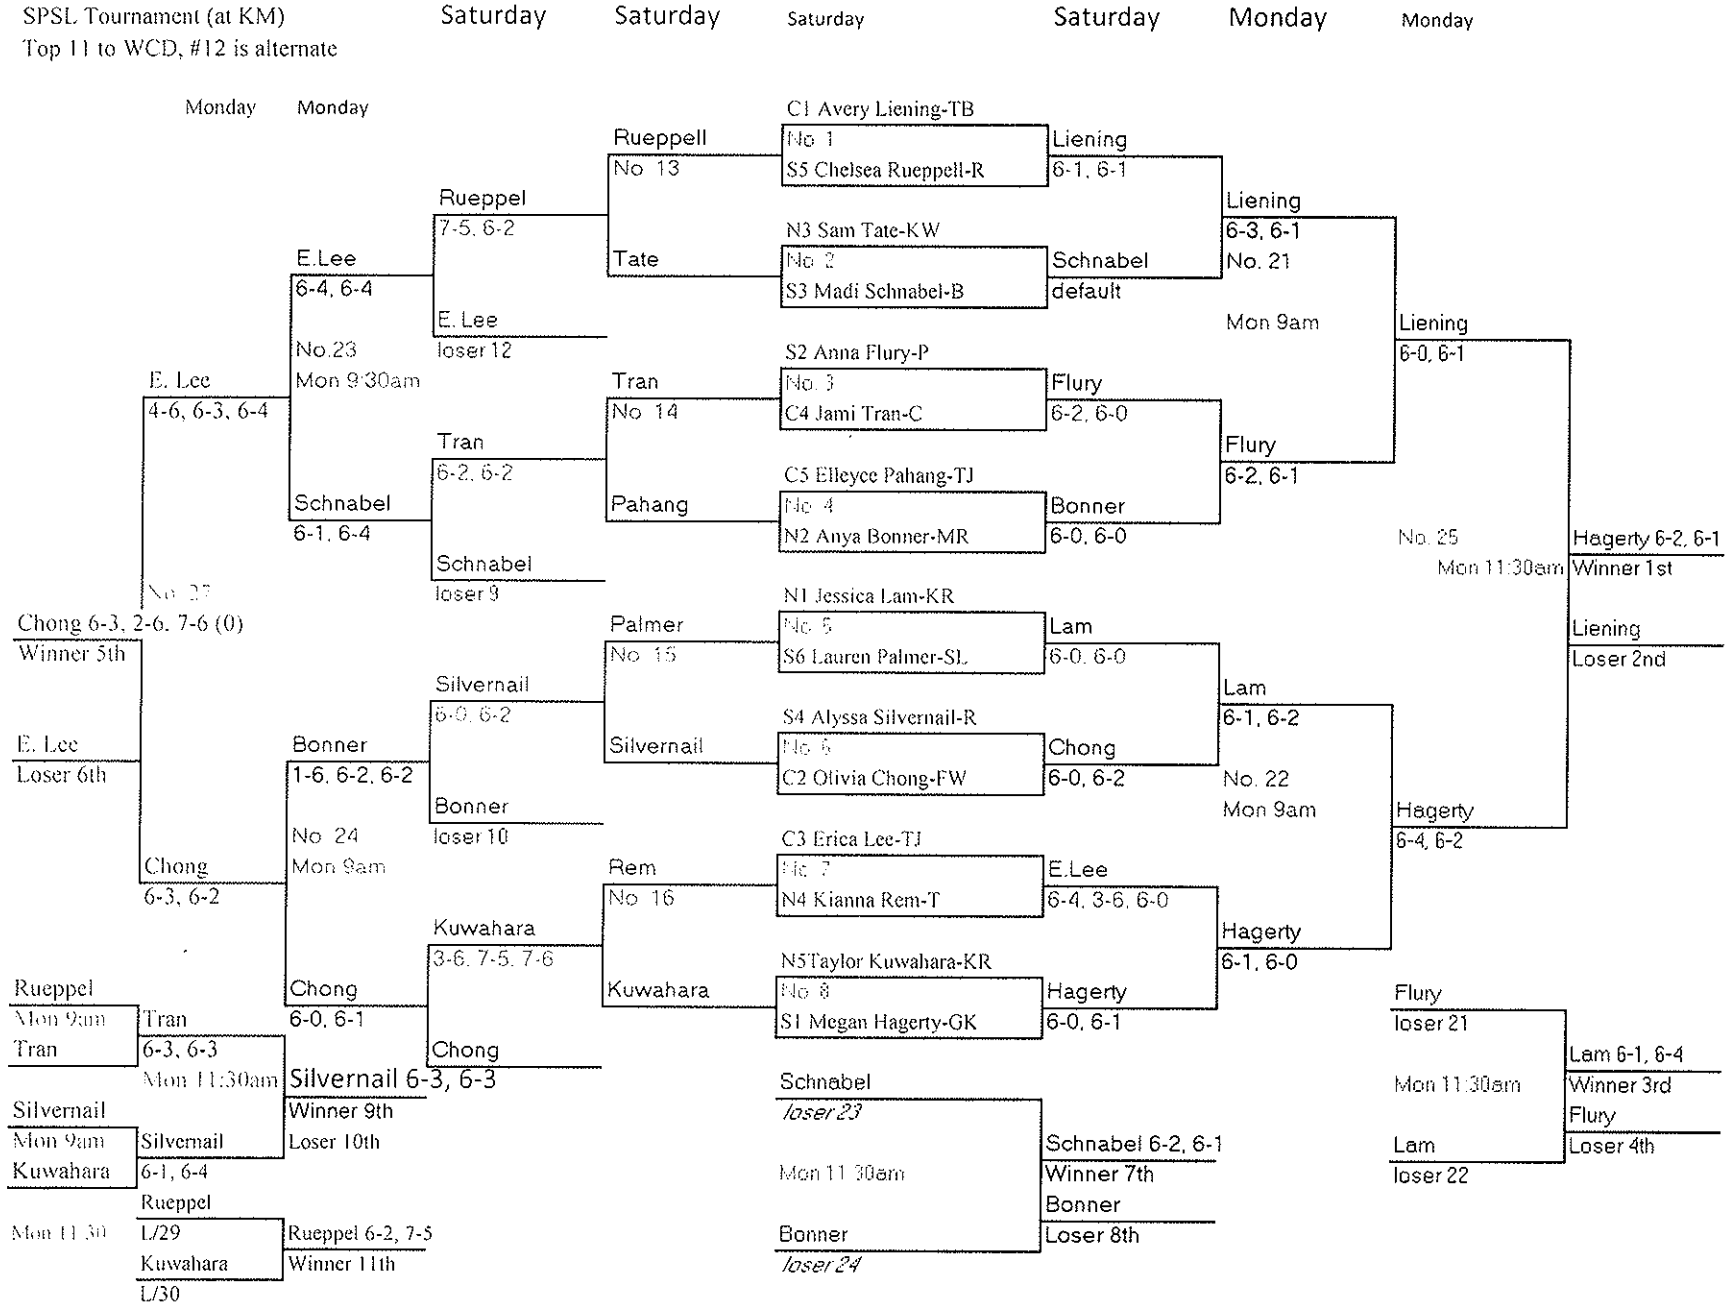 SPSL Tournament (at KM)
Top 11 to WCD, #12 is alternate
Saturday
Saturday
Saturday
Saturday
Monday
Monday
Monday
Monday
C1 Avery Liening-TB
No 1
S5 Chelsea Rueppell-R
N3 Sam Tate-KW
No. 2
S3 Madi Schnabel-B
S2 Anna Flury-P
No. 3
C4 Jami Tran-C
C5 Elleyce Pahang-TJ
No. 4
N2 Anya Bonner-MR
N1 Jessica Lam-KR
No. 5
S6 Lauren Palmer-SL
S4 Alyssa Silvernail-R
No 6
C2 Olivia Chong-FW
C3 Erica Lee-TJ
No. 7
N4 Kianna Rem-T
N5Taylor Kuwahara-KR
No. 8
S1 Megan Hagerty-GK
Rueppell
No. 13
Tate
Tran
No. 14
Pahang
Palmer
No. 15
Silvernail
Rem
No. 16
Kuwahara
Rueppel
7-5, 6-2
E. Lee
loser 12
Tran
6-2, 6-2
Schnabel
loser 9
Silvernail
6-0, 6-2
Bonner
loser 10
Kuwahara
3-6, 7-5, 7-6
Chong
E.Lee
6-4, 6-4
No.23
Mon 9:30am
Schnabel
6-1, 6-4
Bonner
1-6, 6-2, 6-2
No. 24
Mon 9am
Chong
6-0, 6-1
E. Lee
4-6, 6-3, 6-4
No. 27
Chong
6-3, 6-2
Chong 6-3, 2-6, 7-6 (0)
Winner 5th
E. Lee
Loser 6th
Liening
6-1, 6-1
Schnabel
default
Flury
6-2, 6-0
Bonner
6-0, 6-0
Lam
6-0, 6-0
Chong
6-0, 6-2
E.Lee
6-4, 3-6, 6-0
Hagerty
6-0, 6-1
Liening
6-3, 6-1
No. 21
Mon 9am
Flury
6-2, 6-1
Lam
6-1, 6-2
No. 22
Mon 9am
Hagerty
6-1, 6-0
Liening
6-0, 6-1
No. 25
Mon 11:30am
Hagerty
6-4, 6-2
Hagerty 6-2, 6-1
Winner 1st
Liening
Loser 2nd
Rueppel
Mon 9am
Tran
Tran
6-3, 6-3
Mon 11:30am
Silvernail 6-3, 6-3
Winner 9th
Loser 10th
Silvernail
Mon 9am
Kuwahara
Silvernail
6-1, 6-4
Rueppel
L/29
Mon 11:30
Kuwahara
L/30
Rueppel 6-2, 7-5
Winner 11th
Schnabel
loser 23
Mon 11:30am
Bonner
loser 24
Schnabel 6-2, 6-1
Winner 7th
Bonner
Loser 8th
Flury
loser 21
Mon 11:30am
Lam
loser 22
Lam 6-1, 6-4
Winner 3rd
Flury
Loser 4th